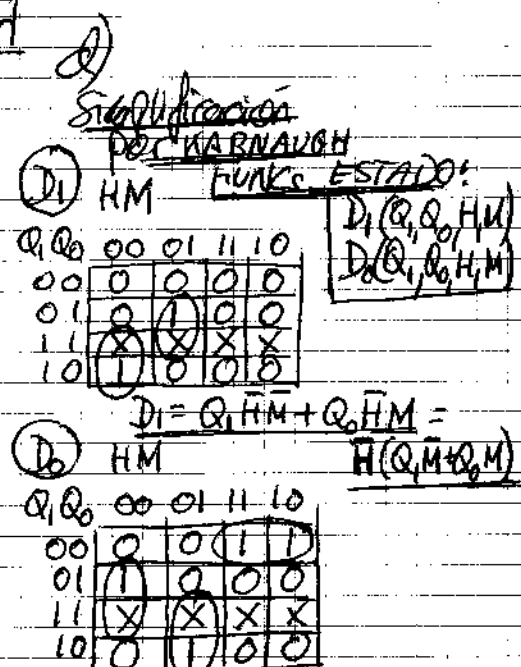 d)
Simplificación
por KARNAUGH
FUNCs ESTADO:
D1 HM
D1(Q1,Q0,H,M)
D0(Q1,Q0,H,M)
Q1Q0 00 01 11 10
00 0 0 0 0
01 0 1 0 0
11 X X X X
10 1 0 0 0
D1 = Q1H̅M̅ + Q0H̅M =
H̅(Q1M̅+Q0M)
D0 HM
Q1Q0 00 01 11 10
00 0 0 1 1
01 1 0 0 0
11 X X X X
10 0 1 0 0